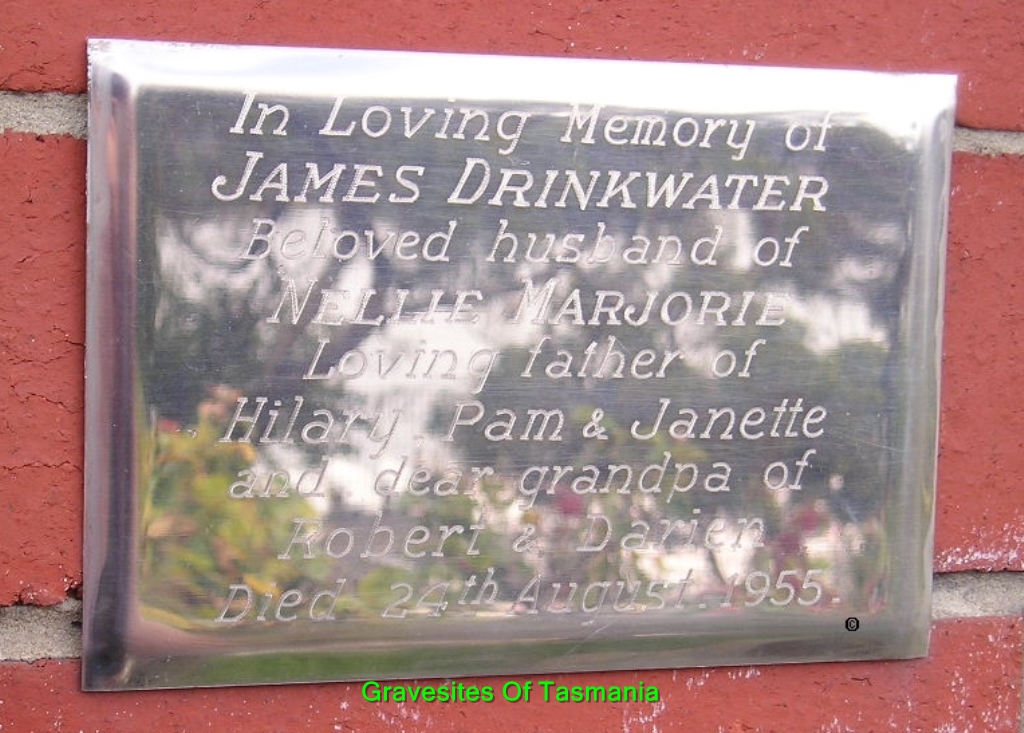 In Loving Memory of
JAMES DRINKWATER
Beloved husband of
NELLIE MARJORIE
Loving father of
Hilary, Pam & Janette
and dear grandpa of
Robert & Darien
Died 24th August. 1955.
©
Gravesites Of Tasmania